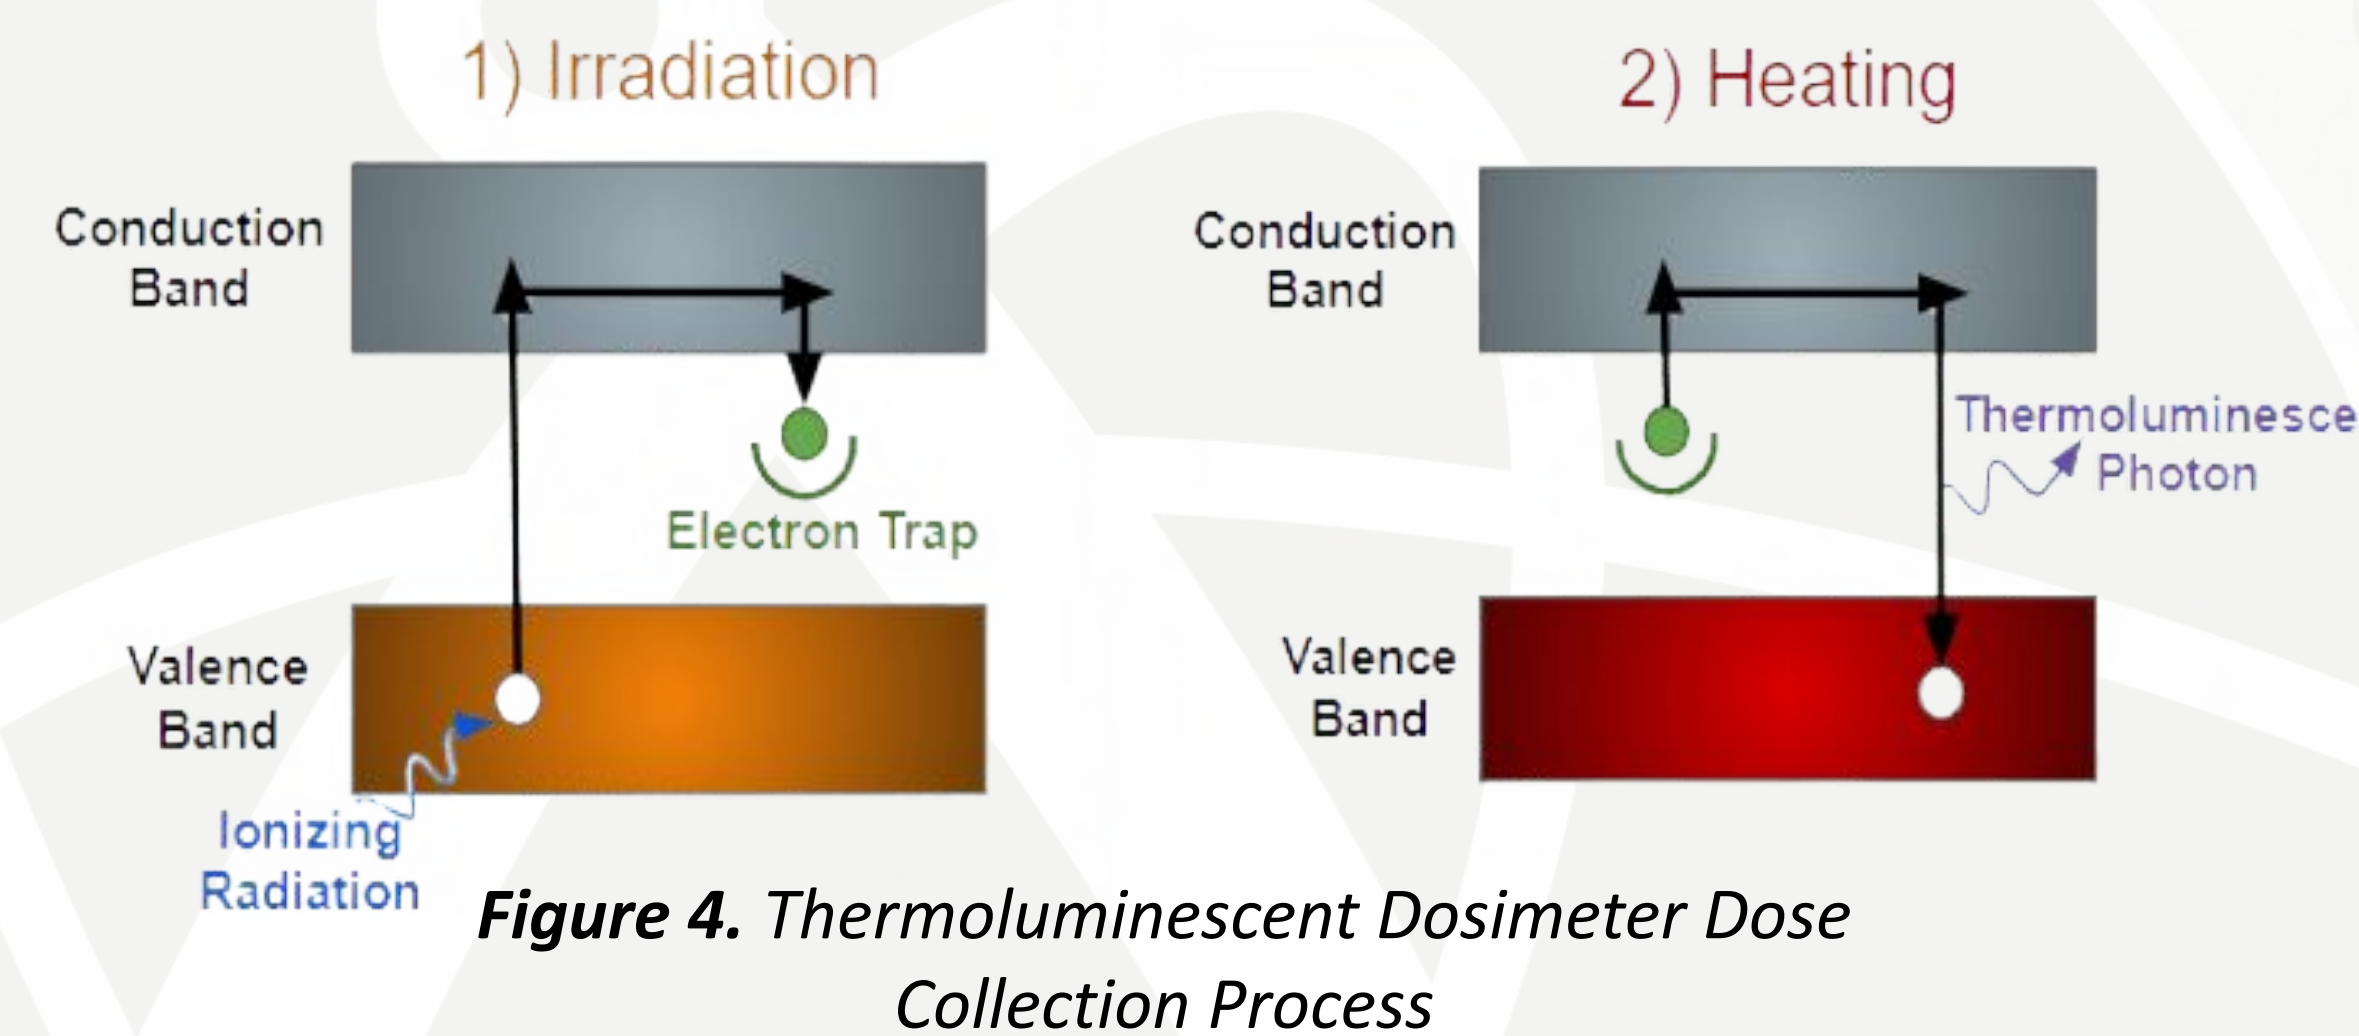 1) Irradiation
Conduction
Band
Electron Trap
Valence
Band
Ionizing
Radiation
2) Heating
Conduction
Band
Thermoluminesce
Photon
Valence
Band
Figure 4. Thermoluminescent Dosimeter Dose
Collection Process